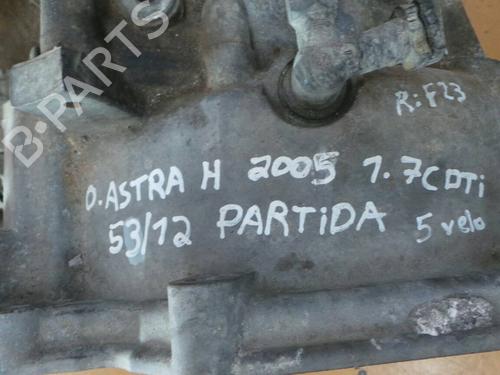 B-PARTS
R: F23
O. ASTRA H 2005 1.7CDTi
53/12 PARTiDA 5 velo